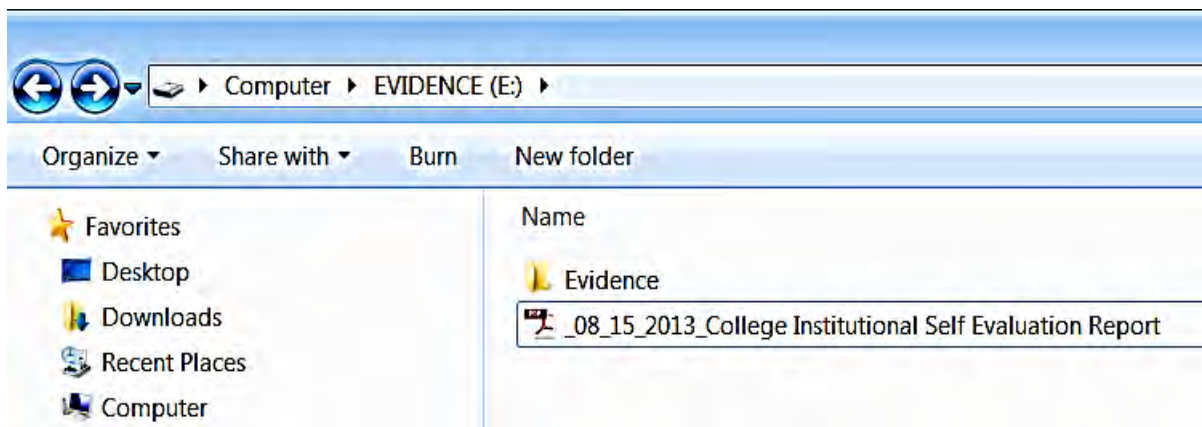 Computer EVIDENCE (E:)
Organize Share with Burn New folder
Favorites
Desktop
Downloads
Recent Places
Computer
Name
Evidence
_08_15_2013_College Institutional Self Evaluation Report